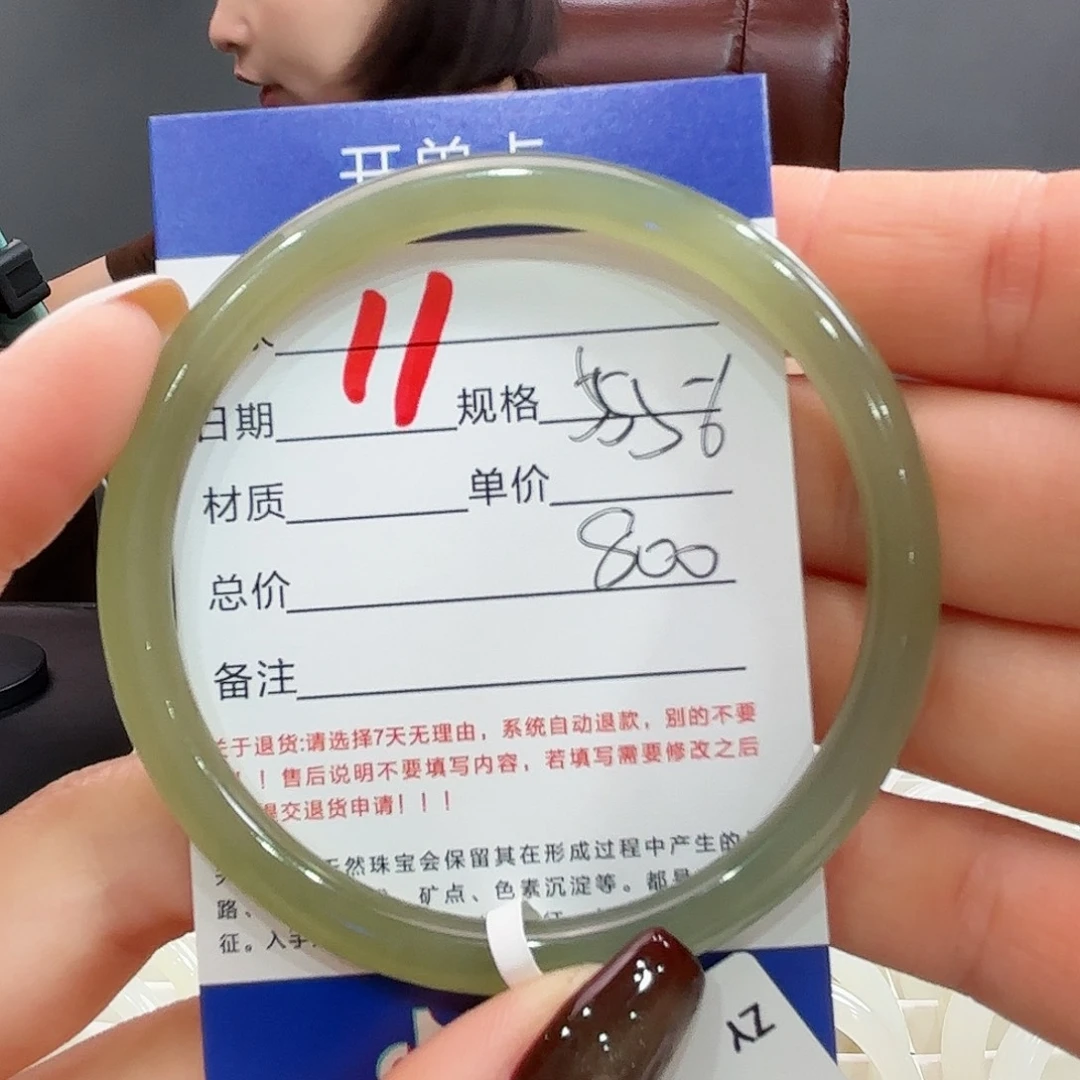 开单卡
11
日期 规格
材质 单价
总价 800
备注
关于退货:请选择7天无理由，系统自动退款，别的不要
！！售后说明不要填写内容，若填写需要修改之后
提交退货申请！！！
天然珠宝会保留其在形成过程中产生的
路、 矿点、色素沉淀等。都是
征。入手
ZY